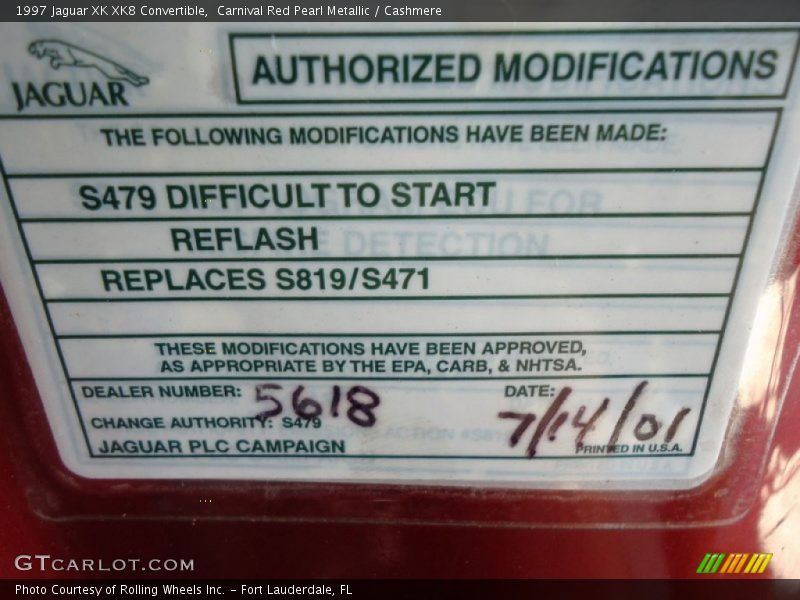 1997 Jaguar XK XK8 Convertible, Carnival Red Pearl Metallic / Cashmere
JAGUAR
AUTHORIZED MODIFICATIONS
THE FOLLOWING MODIFICATIONS HAVE BEEN MADE:
S479 DIFFICULT TO START
REFLASH
REPLACES S819/S471
THESE MODIFICATIONS HAVE BEEN APPROVED,
AS APPROPRIATE BY THE EPA, CARB, & NHTSA.
DEALER NUMBER: 5618 DATE: 7/14/01
CHANGE AUTHORITY: S479
JAGUAR PLC CAMPAIGN PRINTED IN U.S.A.
GTCARLOT.COM
Photo Courtesy of Rolling Wheels Inc. – Fort Lauderdale, FL